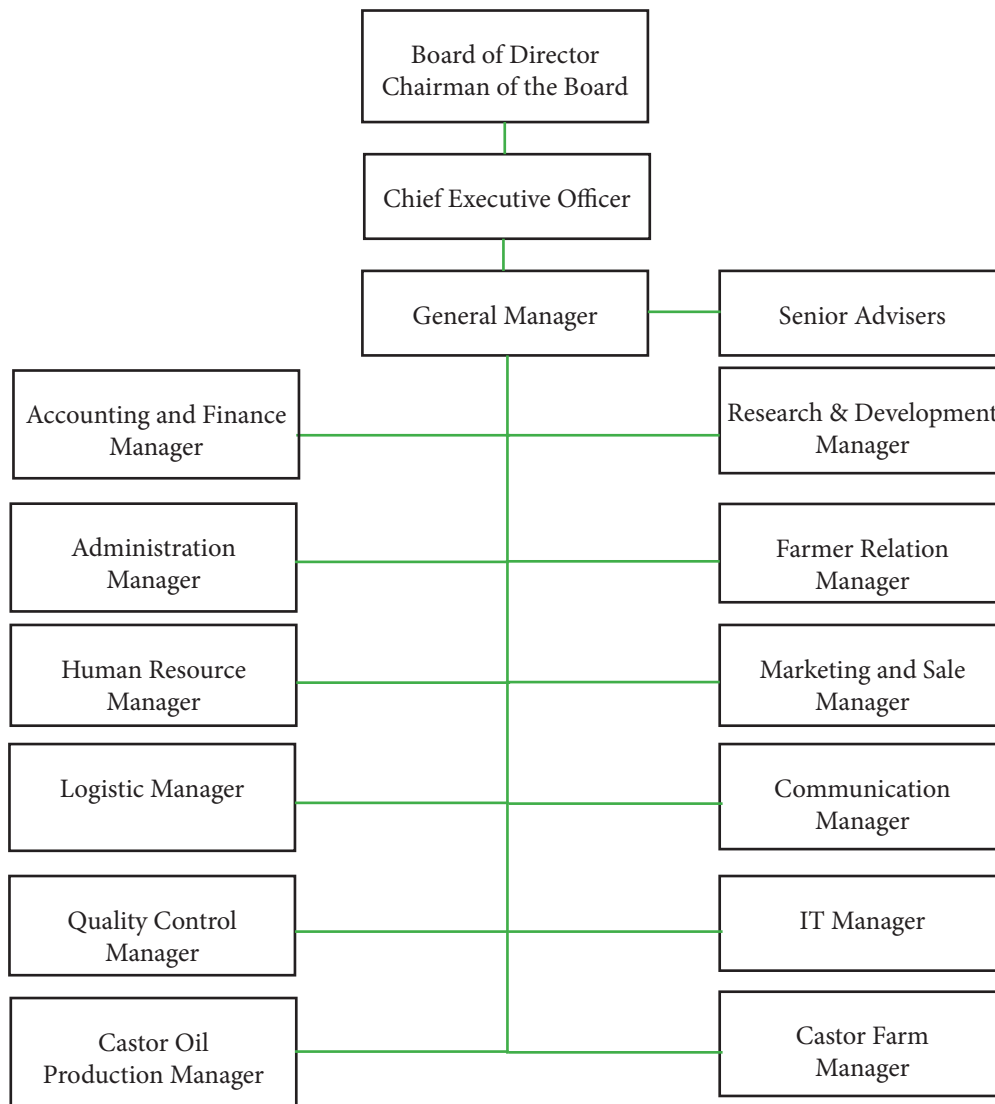 Board of Director
Chairman of the Board
Chief Executive Officer
General Manager
Senior Advisers
Accounting and Finance
Manager
Research & Development
Manager
Administration
Manager
Farmer Relation
Manager
Human Resource
Manager
Marketing and Sale
Manager
Logistic Manager
Communication
Manager
Quality Control
Manager
IT Manager
Castor Oil
Production Manager
Castor Farm
Manager